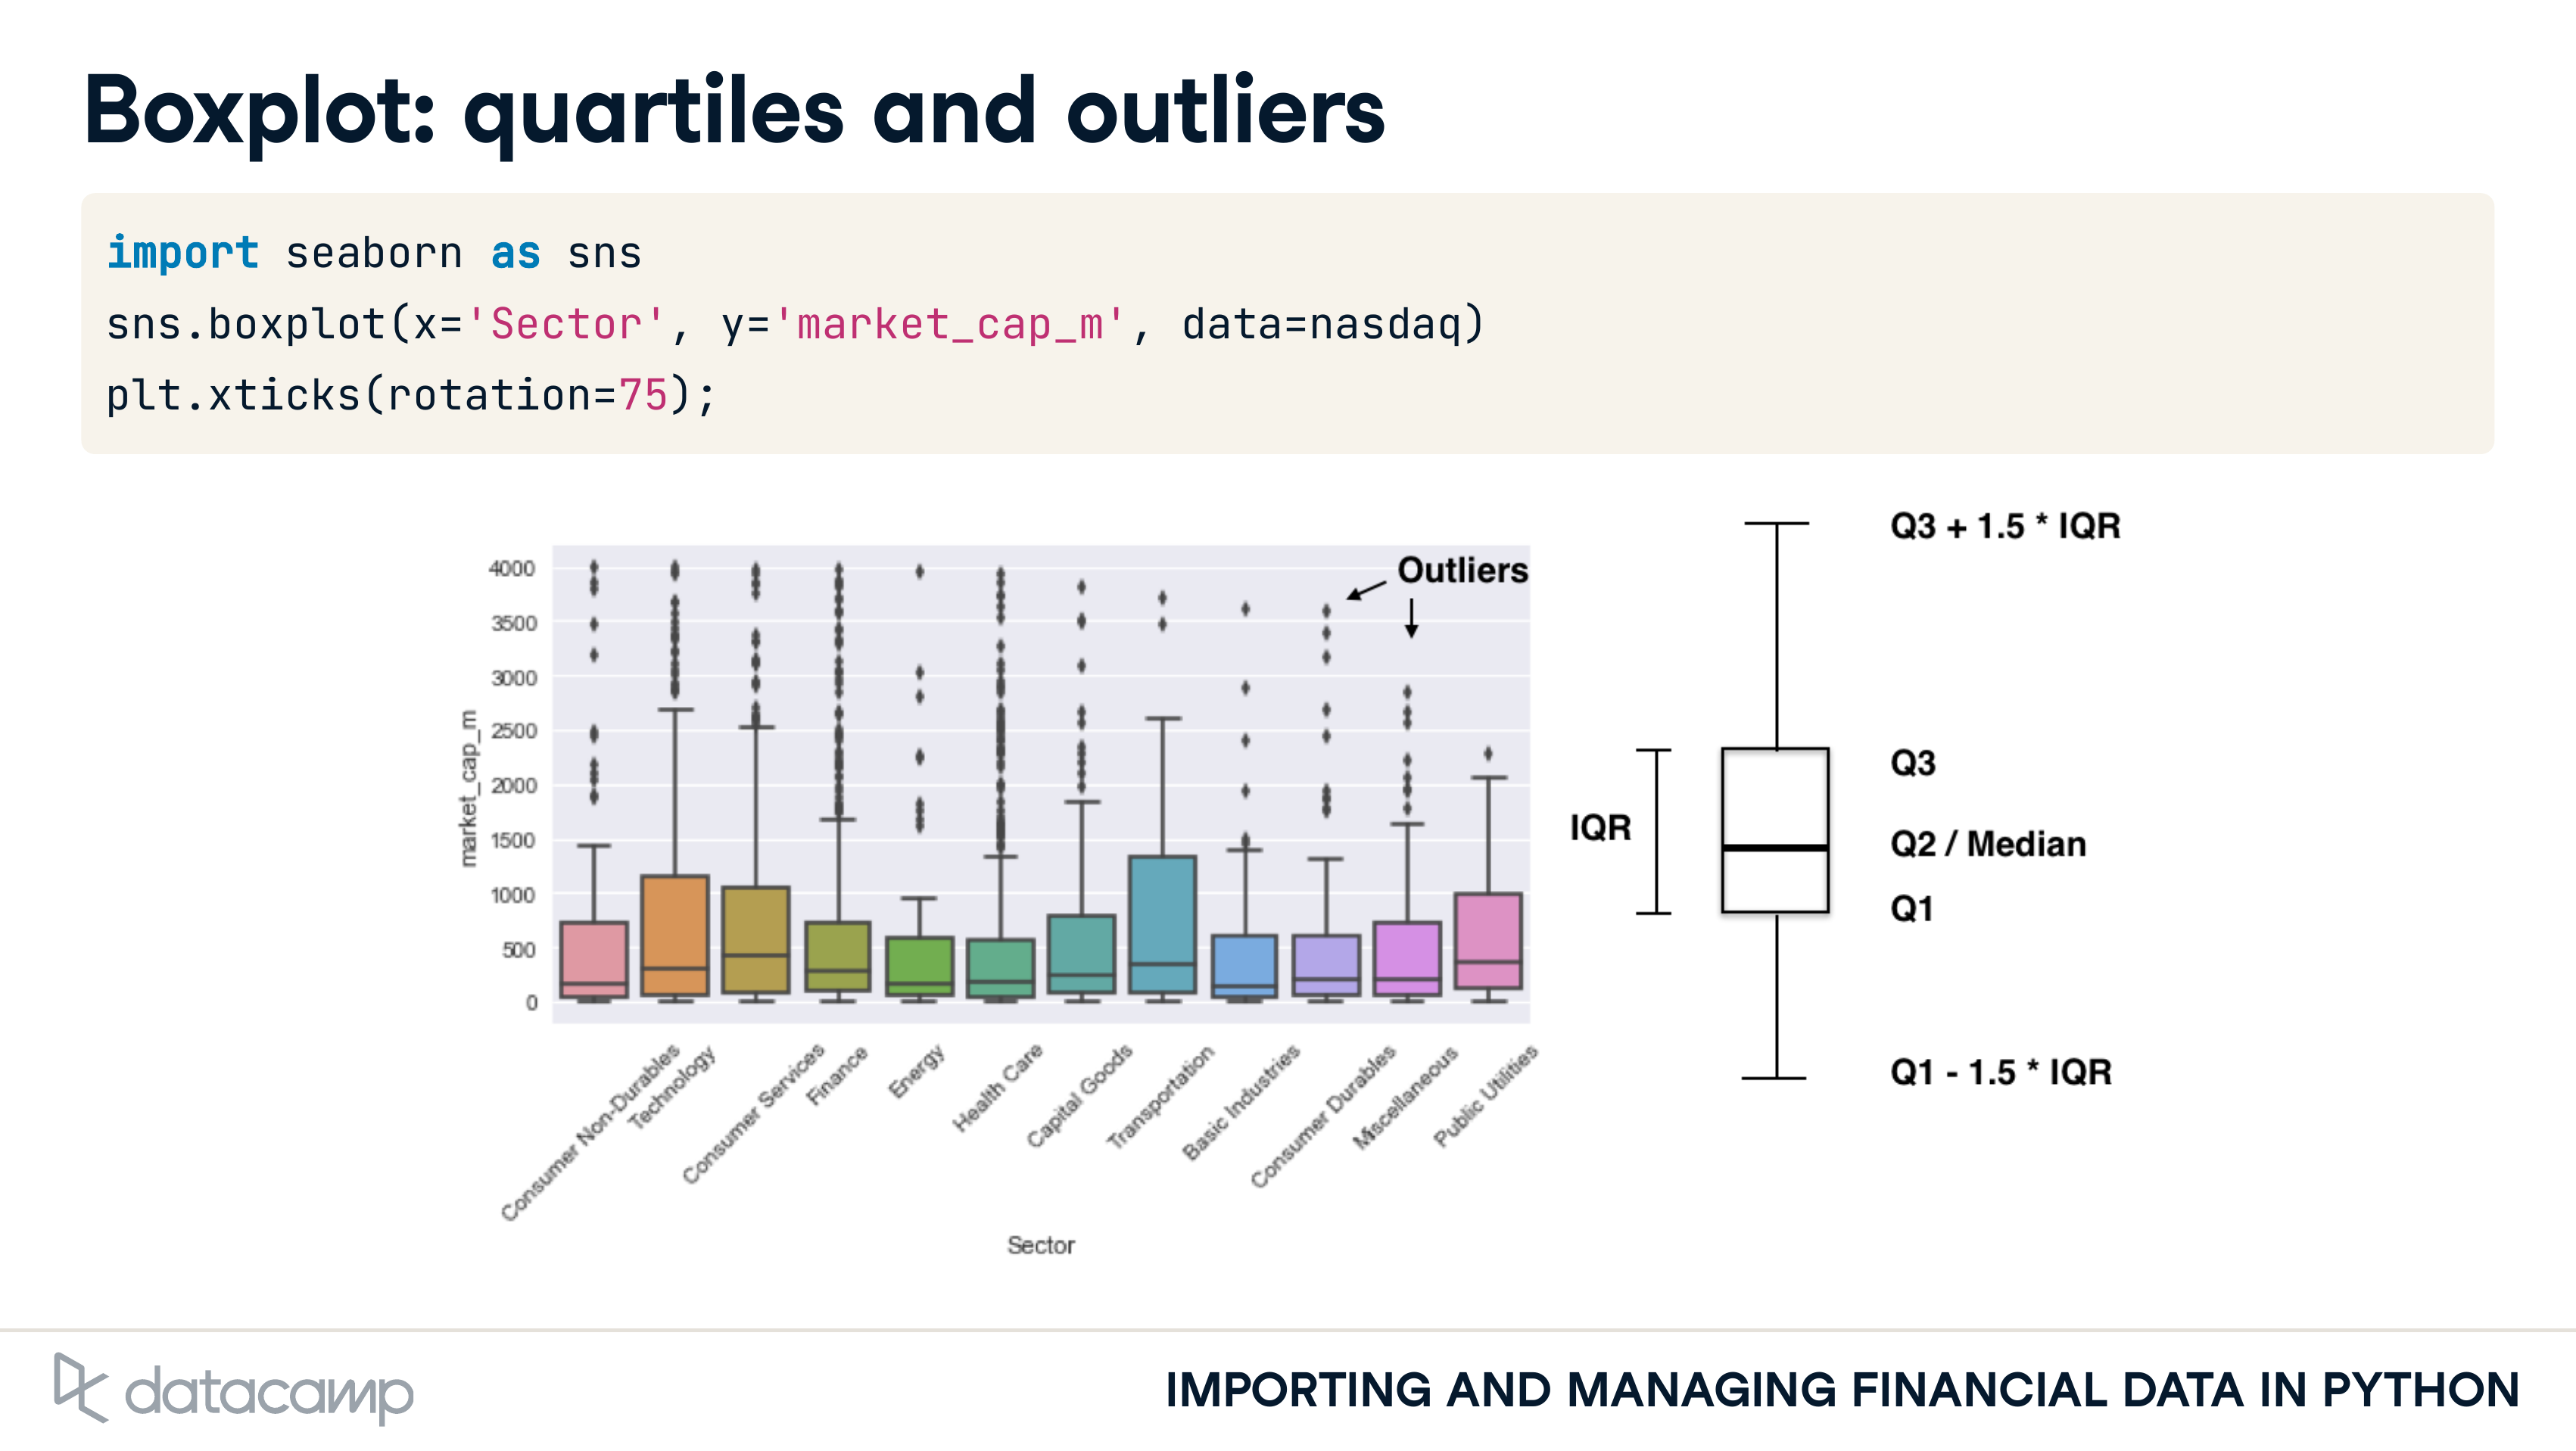 Boxplot: quartiles and outliers
import seaborn as sns
sns.boxplot(x='Sector', y='market_cap_m', data=nasdaq)
plt.xticks(rotation=75);
market_cap_m
4000
3500
3000
2500
2000
1500
1000
500
0
Outliers
Consumer Non-Durables
Technology
Consumer Services
Finance
Energy
Health Care
Capital Goods
Transportation
Basic Industries
Consumer Durables
Miscellaneous
Public Utilities
Sector
Q3 + 1.5 * IQR
Q3
IQR
Q2 / Median
Q1
Q1 - 1.5 * IQR
datacamp
IMPORTING AND MANAGING FINANCIAL DATA IN PYTHON